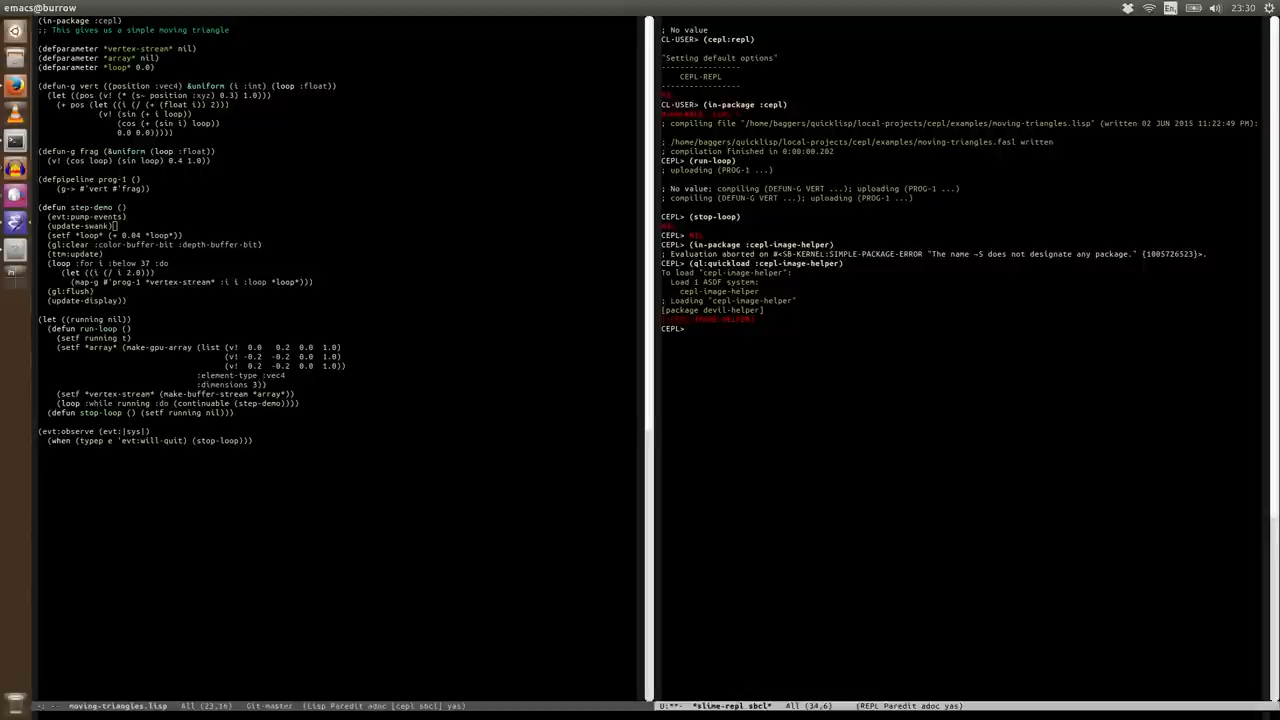 emacs@burrow
En
23:30
(in-package :cepl)
;; This gives us a simple moving triangle
(defparameter *vertex-stream* nil)
(defparameter *array* nil)
(defparameter *loop* 0.0)
(defun-g vert ((position :vec4) &uniform (i :int) (loop :float))
(let ((pos (v! (* (s~ position :xyz) 0.3) 1.0)))
(+ pos (let ((i (/ (+ (float i)) 2)))
(v! (sin (+ i loop))
(cos (+ (sin i) loop))
0.0 0.0)))))
(defun-g frag (&uniform (loop :float))
(v! (cos loop) (sin loop) 0.4 1.0))
(defpipeline prog-1 ()
(g-> #'vert #'frag))
(defun step-demo ()
(evt:pump-events)
(update-swank)
(setf *loop* (+ 0.04 *loop*))
(gl:clear :color-buffer-bit :depth-buffer-bit)
(ttm:update)
(loop :for i :below 37 :do
(let ((i (/ i 2.0)))
(map-g #'prog-1 *vertex-stream* :i i :loop *loop*)))
(gl:flush)
(update-display))
(let ((running nil))
(defun run-loop ()
(setf running t)
(setf *array* (make-gpu-array (list (v! 0.0 0.2 0.0 1.0)
(v! -0.2 -0.2 0.0 1.0)
(v! 0.2 -0.2 0.0 1.0))
:element-type :vec4
:dimensions 3))
(setf *vertex-stream* (make-buffer-stream *array*))
(loop :while running :do (continuable (step-demo))))
(defun stop-loop () (setf running nil)))
(evt:observe (evt:|sys|)
(when (typep e 'evt:will-quit) (stop-loop)))
-: -- moving-triangles.lisp All (23,16) Git-master (Lisp Paredit adoc [cepl sbcl] yas)
; No value
CL-USER> (cepl:repl)
"Setting default options"
-----------------
CEPL-REPL
-----------------
CL-USER> (in-package :cepl)
; compiling file "/home/baggers/quicklisp/local-projects/cepl/examples/moving-triangles.lisp" (written 02 JUN 2015 11:22:49 PM):
; /home/baggers/quicklisp/local-projects/cepl/examples/moving-triangles.fasl written
; compilation finished in 0:00:00.202
CEPL> (run-loop)
; uploading (PROG-1 ...)
; No value; compiling (DEFUN-G VERT ...); uploading (PROG-1 ...)
; compiling (DEFUN-G VERT ...); uploading (PROG-1 ...)
CEPL> (stop-loop)
CEPL> NIL
CEPL> (in-package :cepl-image-helper)
; Evaluation aborted on #<SB-KERNEL:SIMPLE-PACKAGE-ERROR "The name ~S does not designate any package." {1005726523}>.
CEPL> (ql:quickload :cepl-image-helper)
To load "cepl-image-helper":
Load 1 ASDF system:
cepl-image-helper
; Loading "cepl-image-helper"
[package devil-helper]
CEPL>
U:**- *slime-repl sbcl* All (34,6) (REPL Paredit adoc yas)